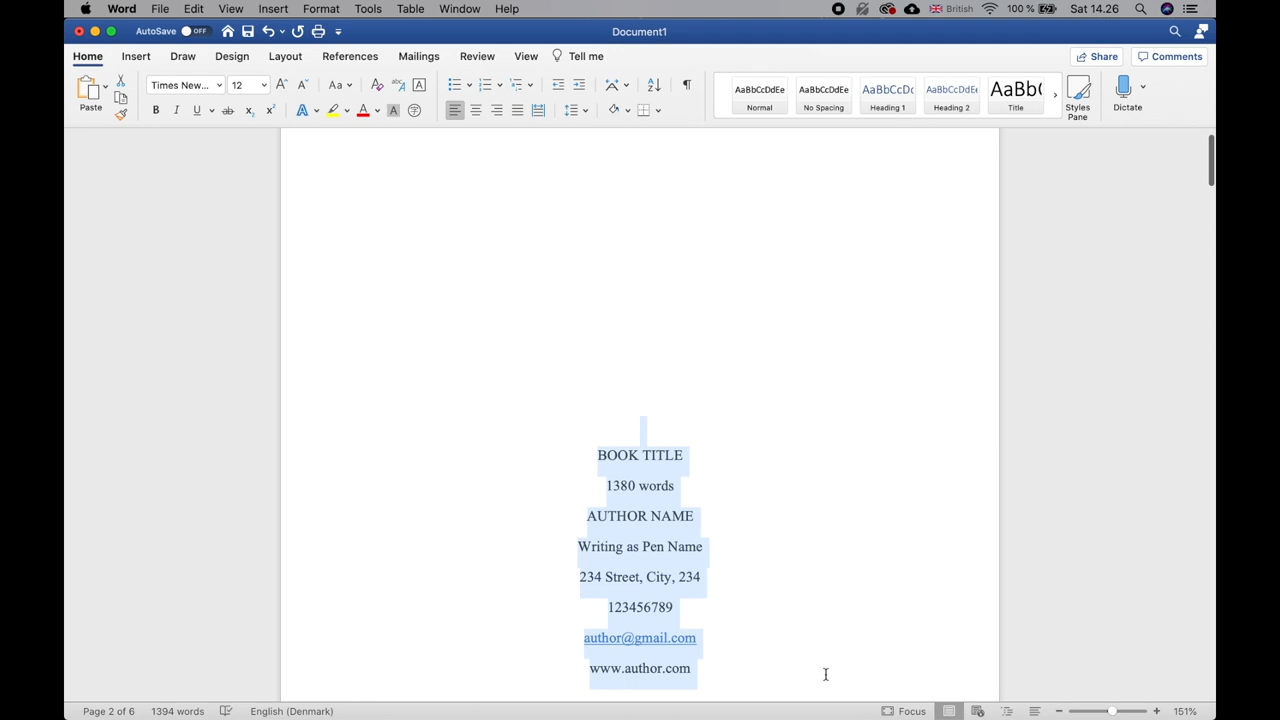 Word File Edit View Insert Format Tools Table Window Help British 100 % Sat 14.26
AutoSave OFF Document1
Home Insert Draw Design Layout References Mailings Review View Tell me Share Comments
Paste Times New... 12 Aa A
B I U ab x2 x2 A A A
AaBbCcDdEe AaBbCcDdEe AaBbCcDc AaBbCcDdEe AaBb(
Normal No Spacing Heading 1 Heading 2 Title Styles Pane Dictate
BOOK TITLE
1380 words
AUTHOR NAME
Writing as Pen Name
234 Street, City, 234
123456789
author@gmail.com
www.author.com
Page 2 of 6 1394 words English (Denmark) Focus 151%